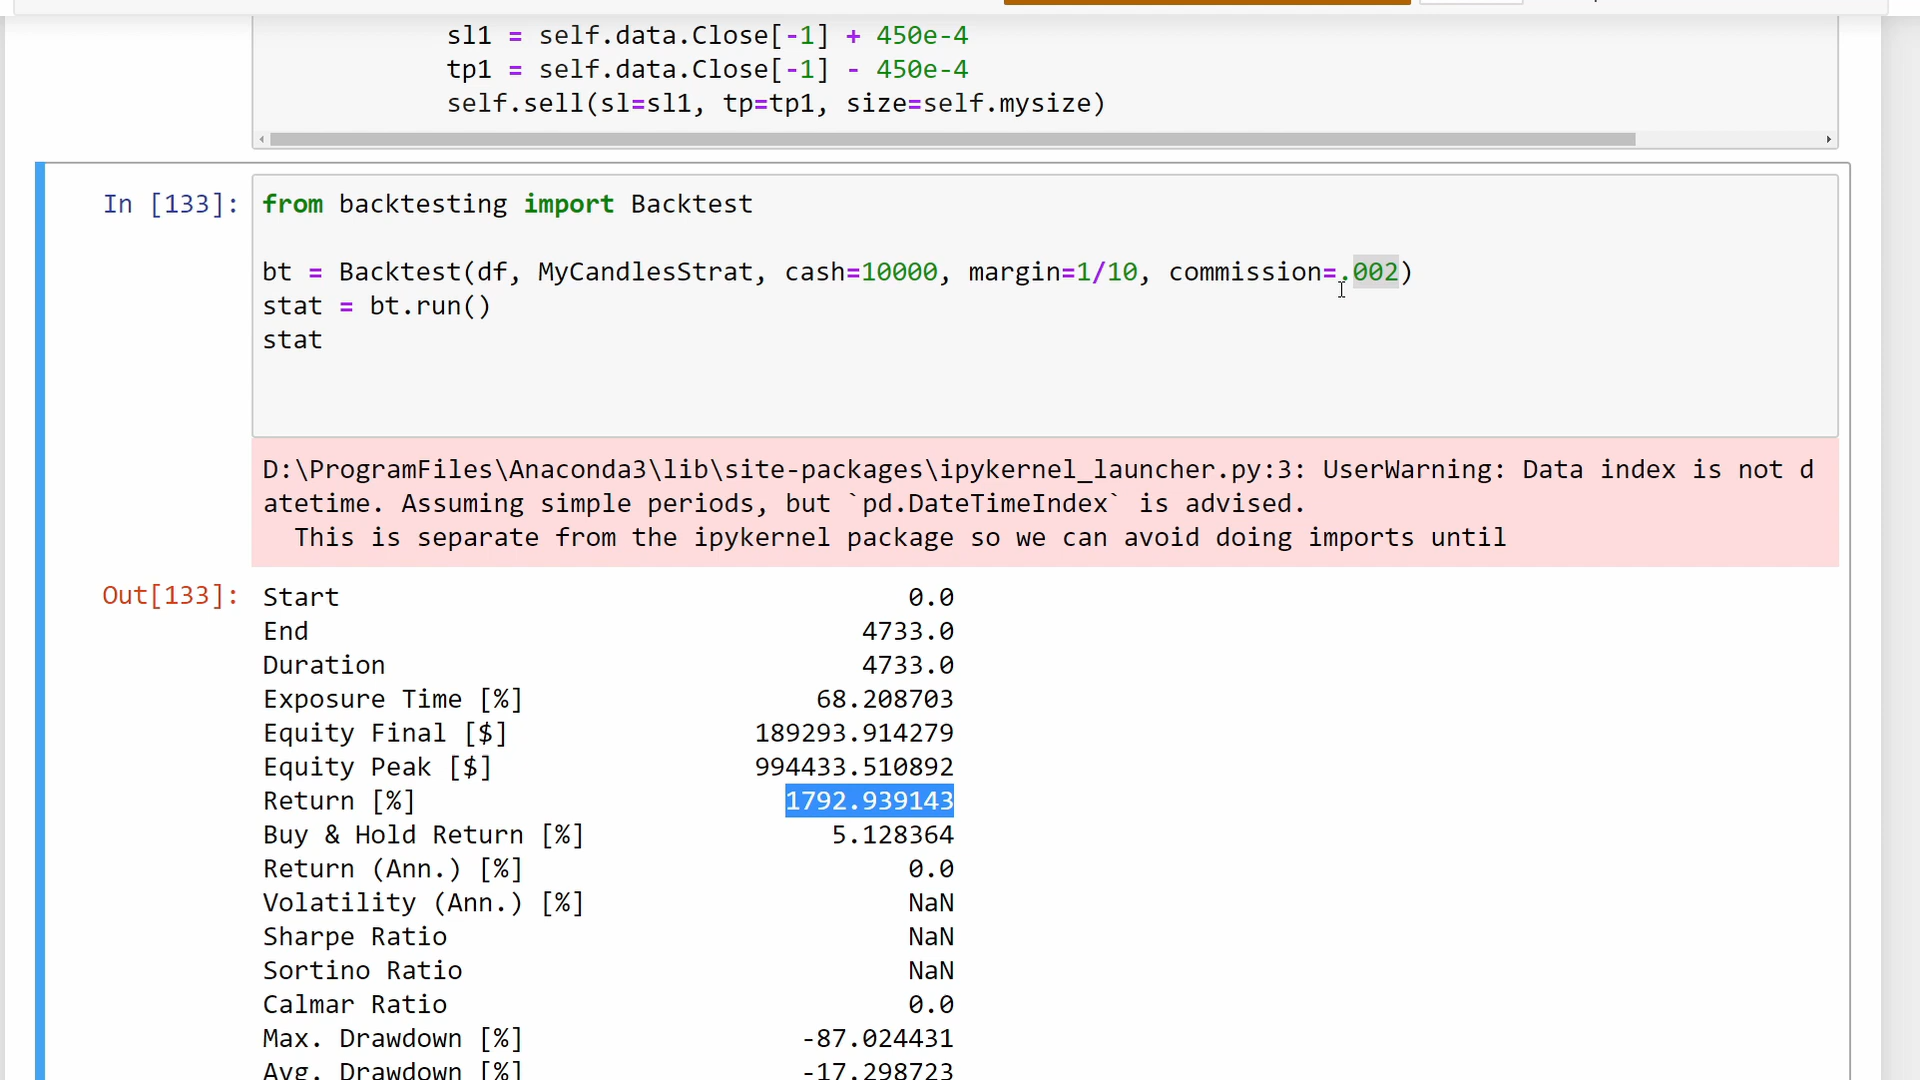 sl1 = self.data.Close[-1] + 450e-4
tp1 = self.data.Close[-1] - 450e-4
self.sell(sl=sl1, tp=tp1, size=self.mysize)
In [133]: from backtesting import Backtest
bt = Backtest(df, MyCandlesStrat, cash=10000, margin=1/10, commission=.002)
stat = bt.run()
stat
D:\ProgramFiles\Anaconda3\lib\site-packages\ipykernel_launcher.py:3: UserWarning: Data index is not d
atetime. Assuming simple periods, but `pd.DateTimeIndex` is advised.
This is separate from the ipykernel package so we can avoid doing imports until
Out[133]: Start 0.0
End 4733.0
Duration 4733.0
Exposure Time [%] 68.208703
Equity Final [$] 189293.914279
Equity Peak [$] 994433.510892
Return [%] 1792.939143
Buy & Hold Return [%] 5.128364
Return (Ann.) [%] 0.0
Volatility (Ann.) [%] NaN
Sharpe Ratio NaN
Sortino Ratio NaN
Calmar Ratio 0.0
Max. Drawdown [%] -87.024431
Avg. Drawdown [%] -17.298723